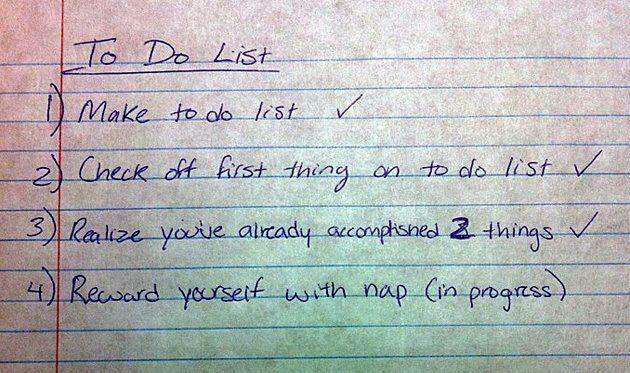 To Do List
1) Make to do list ✓
2) Check off first thing on to do list ✓
3) Realize you've already accomplished 2 things ✓
4) Reward yourself with nap (in progress)